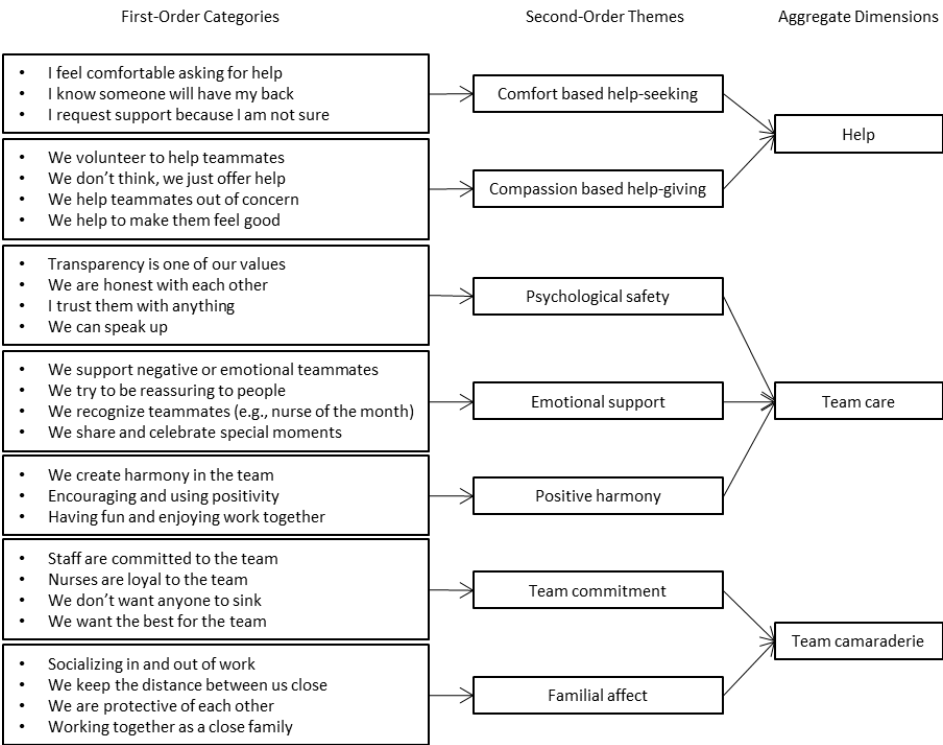 First-Order Categories
Second-Order Themes
Aggregate Dimensions
• I feel comfortable asking for help
• I know someone will have my back
• I request support because I am not sure
Comfort based help-seeking
Help
• We volunteer to help teammates
• We don't think, we just offer help
• We help teammates out of concern
• We help to make them feel good
Compassion based help-giving
• Transparency is one of our values
• We are honest with each other
• I trust them with anything
• We can speak up
Psychological safety
• We support negative or emotional teammates
• We try to be reassuring to people
• We recognize teammates (e.g., nurse of the month)
• We share and celebrate special moments
Emotional support
Team care
• We create harmony in the team
• Encouraging and using positivity
• Having fun and enjoying work together
Positive harmony
• Staff are committed to the team
• Nurses are loyal to the team
• We don't want anyone to sink
• We want the best for the team
Team commitment
Team camaraderie
• Socializing in and out of work
• We keep the distance between us close
• We are protective of each other
• Working together as a close family
Familial affect